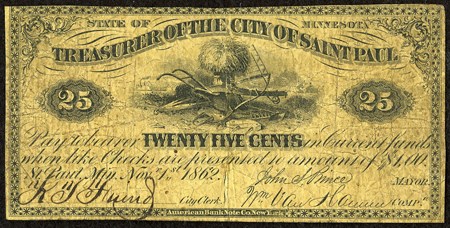 STATE OF MINNESOTA
TREASURER OF THE CITY OF SAINT PAUL
25 25
Pay to bearer TWENTY FIVE CENTS in Current funds
when like Checks are presented to amount of $1,00.
St. Paul, Min. Nov. 1st 1862.
John S. Prince MAYOR.
City Clerk. Wm Von
American Bank Note Co. New York